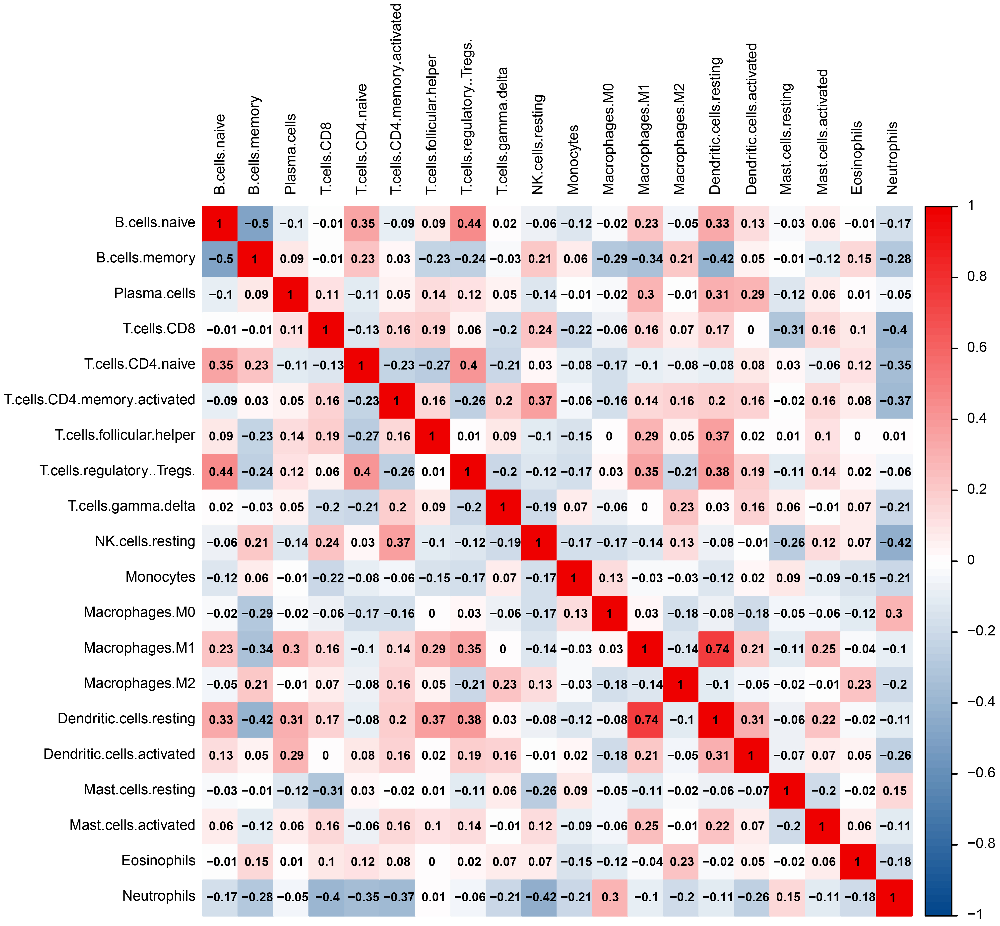 B.cells.naive
B.cells.memory
Plasma.cells
T.cells.CD8
T.cells.CD4.naive
T.cells.CD4.memory.activated
T.cells.follicular.helper
T.cells.regulatory..Tregs.
T.cells.gamma.delta
NK.cells.resting
Monocytes
Macrophages.M0
Macrophages.M1
Macrophages.M2
Dendritic.cells.resting
Dendritic.cells.activated
Mast.cells.resting
Mast.cells.activated
Eosinophils
Neutrophils
B.cells.naive 1 −0.5 −0.1 −0.01 0.35 −0.09 0.09 0.44 0.02 −0.06 −0.12 −0.02 0.23 −0.05 0.33 0.13 −0.03 0.06 −0.01 −0.17
B.cells.memory −0.5 1 0.09 −0.01 0.23 0.03 −0.23 −0.24 −0.03 0.21 0.06 −0.29 −0.34 0.21 −0.42 0.05 −0.01 −0.12 0.15 −0.28
Plasma.cells −0.1 0.09 1 0.11 −0.11 0.05 0.14 0.12 0.05 −0.14 −0.01 −0.02 0.3 −0.01 0.31 0.29 −0.12 0.06 0.01 −0.05
T.cells.CD8 −0.01 −0.01 0.11 1 −0.13 0.16 0.19 0.06 −0.2 0.24 −0.22 −0.06 0.16 0.07 0.17 0 −0.31 0.16 0.1 −0.4
T.cells.CD4.naive 0.35 0.23 −0.11 −0.13 1 −0.23 −0.27 0.4 −0.21 0.03 −0.08 −0.17 −0.1 −0.08 −0.08 0.08 0.03 −0.06 0.12 −0.35
T.cells.CD4.memory.activated −0.09 0.03 0.05 0.16 −0.23 1 0.16 −0.26 0.2 0.37 −0.06 −0.16 0.14 0.16 0.2 0.16 −0.02 0.16 0.08 −0.37
T.cells.follicular.helper 0.09 −0.23 0.14 0.19 −0.27 0.16 1 0.01 0.09 −0.1 −0.15 0 0.29 0.05 0.37 0.02 0.01 0.1 0 0.01
T.cells.regulatory..Tregs. 0.44 −0.24 0.12 0.06 0.4 −0.26 0.01 1 −0.2 −0.12 −0.17 0.03 0.35 −0.21 0.38 0.19 −0.11 0.14 0.02 −0.06
T.cells.gamma.delta 0.02 −0.03 0.05 −0.2 −0.21 0.2 0.09 −0.2 1 −0.19 0.07 −0.06 0 0.23 0.03 0.16 0.06 −0.01 0.07 −0.21
NK.cells.resting −0.06 0.21 −0.14 0.24 0.03 0.37 −0.1 −0.12 −0.19 1 −0.17 −0.17 −0.14 0.13 −0.08 −0.01 −0.26 0.12 0.07 −0.42
Monocytes −0.12 0.06 −0.01 −0.22 −0.08 −0.06 −0.15 −0.17 0.07 −0.17 1 0.13 −0.03 −0.03 −0.12 0.02 0.09 −0.09 −0.15 −0.21
Macrophages.M0 −0.02 −0.29 −0.02 −0.06 −0.17 −0.16 0 0.03 −0.06 −0.17 0.13 1 0.03 −0.18 −0.08 −0.18 −0.05 −0.06 −0.12 0.3
Macrophages.M1 0.23 −0.34 0.3 0.16 −0.1 0.14 0.29 0.35 0 −0.14 −0.03 0.03 1 −0.14 0.74 0.21 −0.11 0.25 −0.04 −0.1
Macrophages.M2 −0.05 0.21 −0.01 0.07 −0.08 0.16 0.05 −0.21 0.23 0.13 −0.03 −0.18 −0.14 1 −0.1 −0.05 −0.02 −0.01 0.23 −0.2
Dendritic.cells.resting 0.33 −0.42 0.31 0.17 −0.08 0.2 0.37 0.38 0.03 −0.08 −0.12 −0.08 0.74 −0.1 1 0.31 −0.06 0.22 −0.02 −0.11
Dendritic.cells.activated 0.13 0.05 0.29 0 0.08 0.16 0.02 0.19 0.16 −0.01 0.02 −0.18 0.21 −0.05 0.31 1 −0.07 0.07 0.05 −0.26
Mast.cells.resting −0.03 −0.01 −0.12 −0.31 0.03 −0.02 0.01 −0.11 0.06 −0.26 0.09 −0.05 −0.11 −0.02 −0.06 −0.07 1 −0.2 −0.02 0.15
Mast.cells.activated 0.06 −0.12 0.06 0.16 −0.06 0.16 0.1 0.14 −0.01 0.12 −0.09 −0.06 0.25 −0.01 0.22 0.07 −0.2 1 0.06 −0.11
Eosinophils −0.01 0.15 0.01 0.1 0.12 0.08 0 0.02 0.07 0.07 −0.15 −0.12 −0.04 0.23 −0.02 0.05 −0.02 0.06 1 −0.18
Neutrophils −0.17 −0.28 −0.05 −0.4 −0.35 −0.37 0.01 −0.06 −0.21 −0.42 −0.21 0.3 −0.1 −0.2 −0.11 −0.26 0.15 −0.11 −0.18 1
1
0.8
0.6
0.4
0.2
0
−0.2
−0.4
−0.6
−0.8
−1